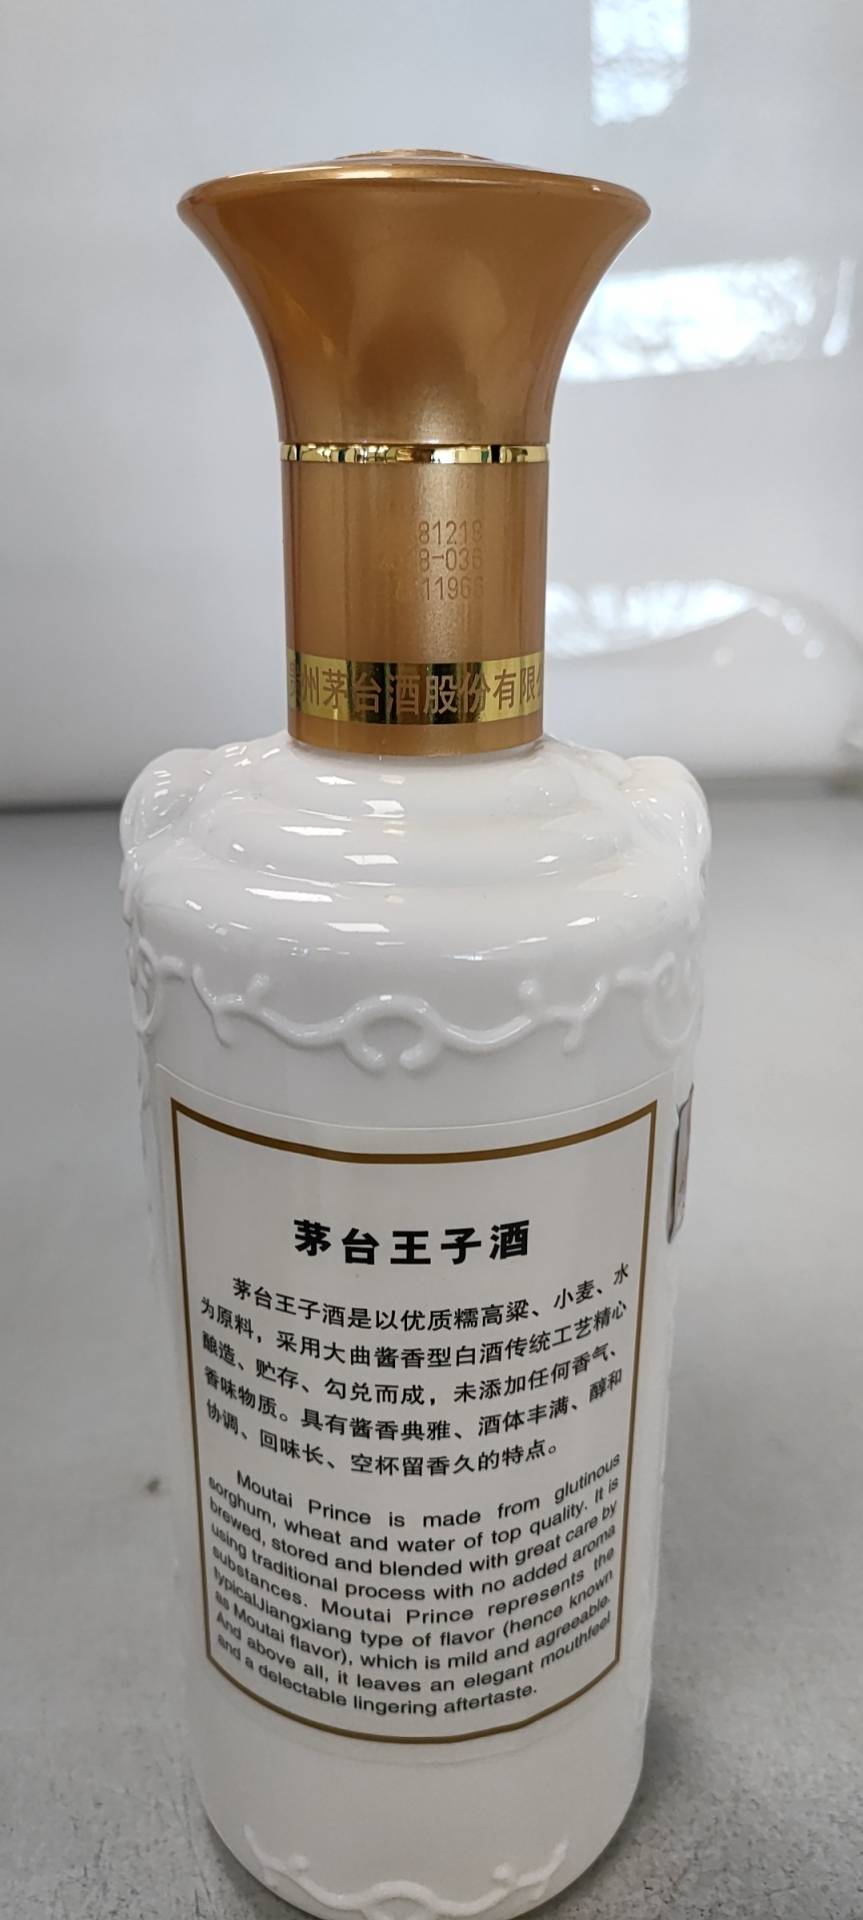 81219
8-036
11966
贵州茅台酒股份有限公
茅台王子酒
茅台王子酒是以优质糯高粱、小麦、水
为原料，采用大曲酱香型白酒传统工艺精心
酿造、贮存、勾兑而成，未添加任何香气、
香味物质。具有酱香典雅、酒体丰满、醇和
协调、回味长、空杯留香久的特点。
Moutai Prince is made from glutinous
sorghum, wheat and water of top quality. It is
brewed, stored and blended with great care by
using traditional process with no added aroma
substances. Moutai Prince represents the
typicalJiangxiang type of flavor (hence known
as Moutai flavor), which is mild and agreeable.
And above all, it leaves an elegant mouthfeel
and a delectable lingering aftertaste.